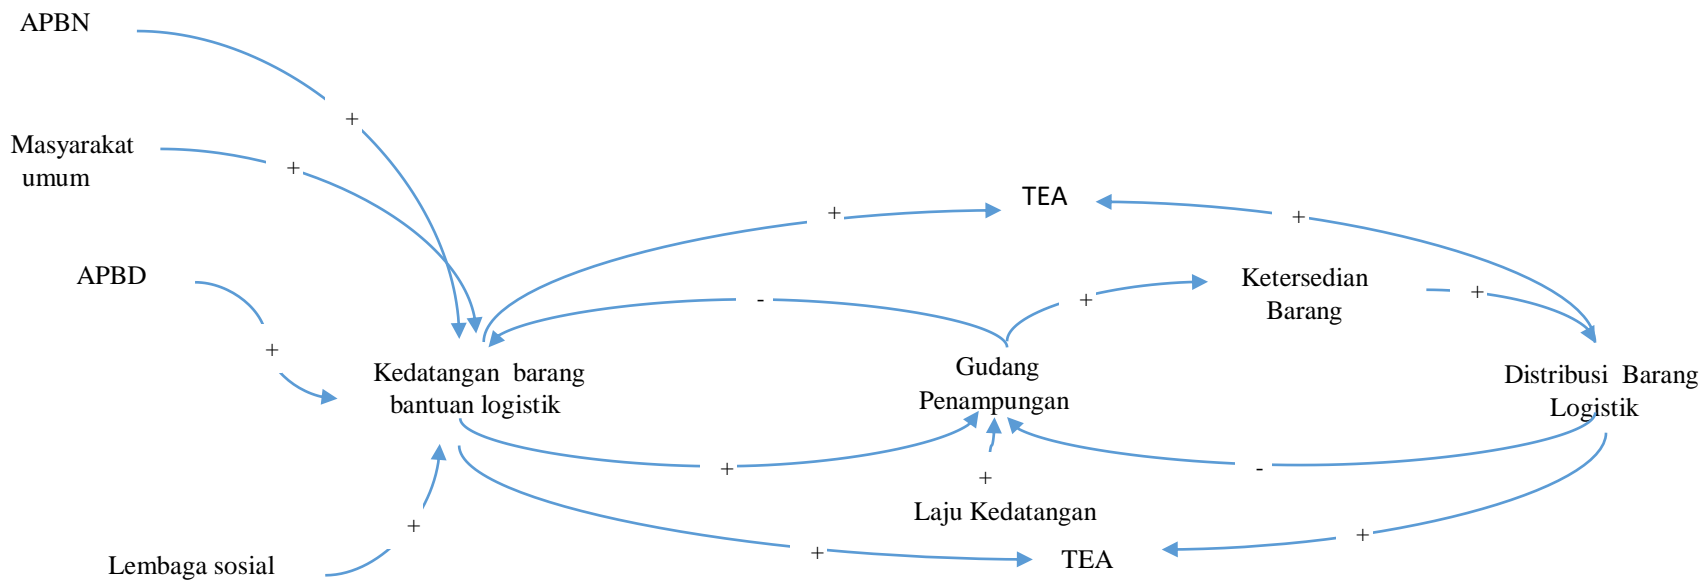 APBN
+
Masyarakat
umum
+
TEA
+
+
APBD
Ketersedian
Barang
-
+
+
+
Kedatangan barang
bantuan logistik
Gudang
Penampungan
Distribusi Barang
Logistik
+
-
+
Laju Kedatangan
+
+
+
TEA
Lembaga sosial